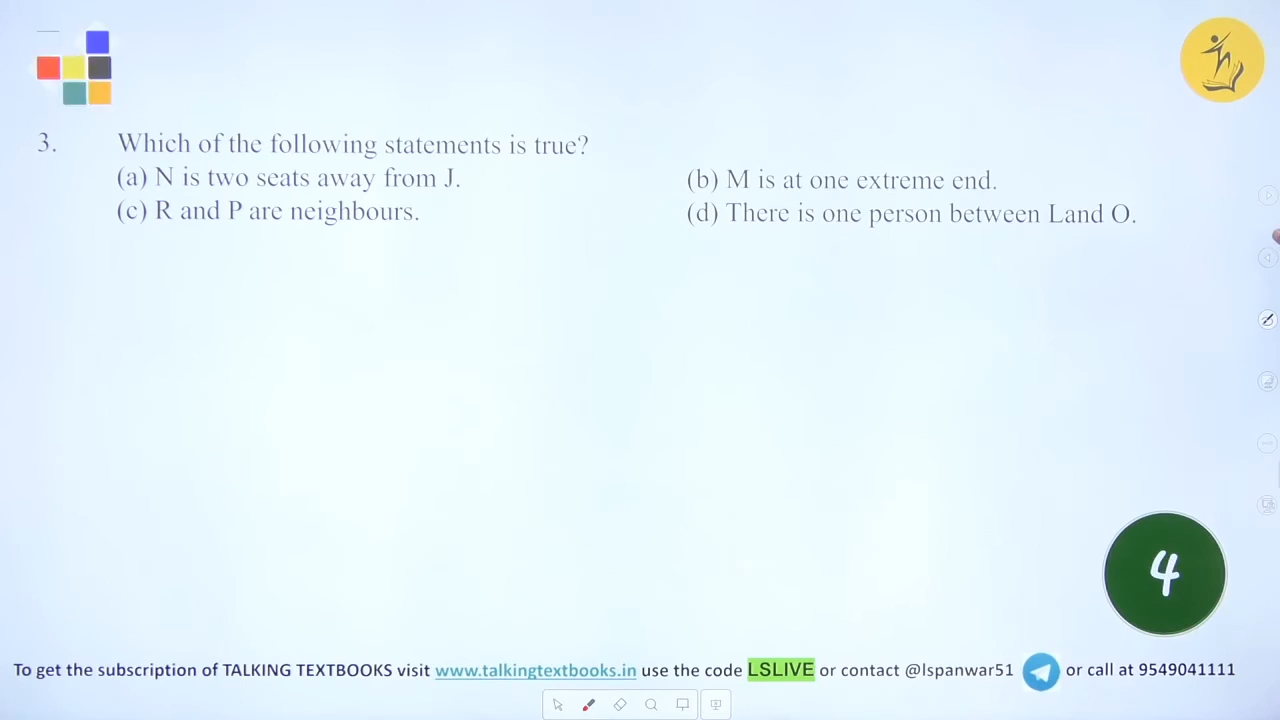 3. Which of the following statements is true?
(a) N is two seats away from J. (b) M is at one extreme end.
(c) R and P are neighbours. (d) There is one person between Land O.
4
To get the subscription of TALKING TEXTBOOKS visit www.talkingtextbooks.in use the code LSLIVE or contact @lspanwar51 or call at 9549041111